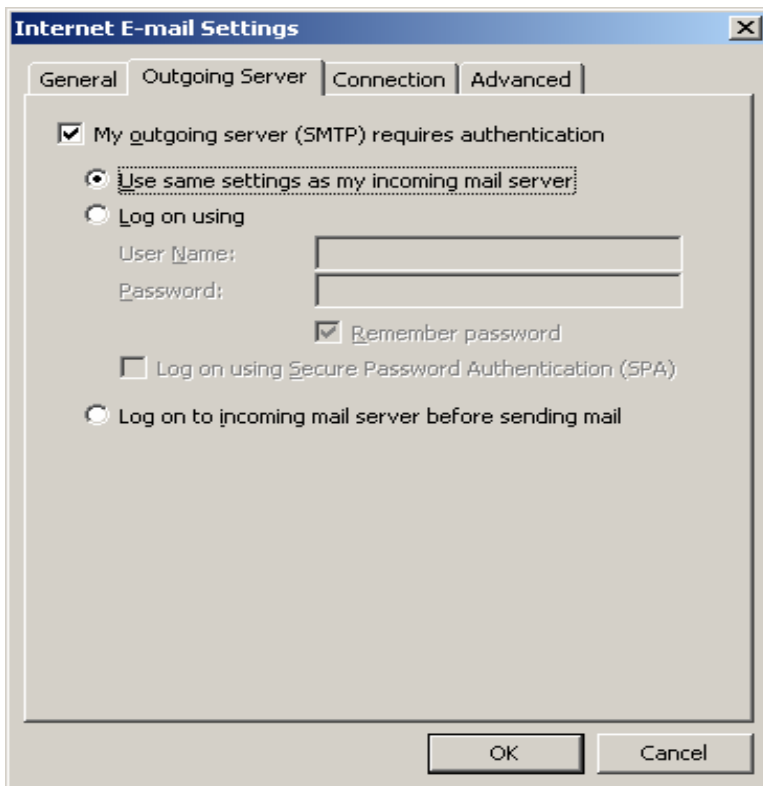 Internet E-mail Settings
General Outgoing Server Connection Advanced
My outgoing server (SMTP) requires authentication
Use same settings as my incoming mail server
Log on using
User Name:
Password:
Remember password
Log on using Secure Password Authentication (SPA)
Log on to incoming mail server before sending mail
OK Cancel